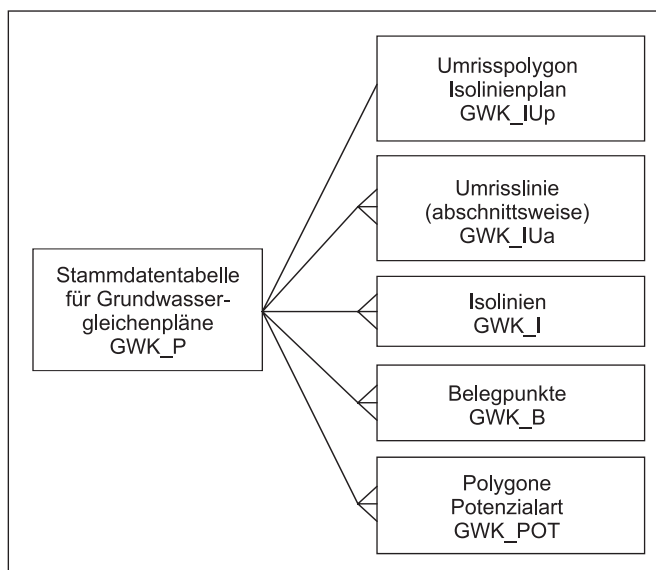 Umrisspolygon
Isolinienplan
GWK_IUp
Umrisslinie
(abschnittsweise)
GWK_IUa
Stammdatentabelle
für Grundwasser-
gleichenpläne
GWK_P
Isolinien
GWK_I
Belegpunkte
GWK_B
Polygone
Potenzialart
GWK_POT